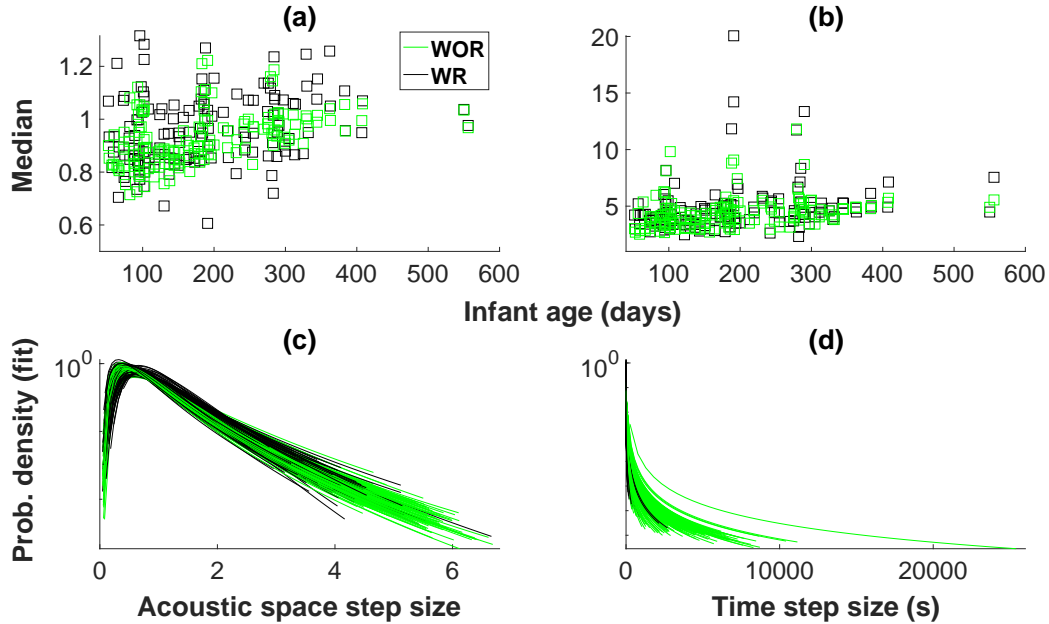 (a)
(b)
Median
1.2
1
0.8
0.6
WOR
WR
100 200 300 400 500 600
20
15
10
5
100 200 300 400 500 600
Infant age (days)
(c)
(d)
Prob. density (fit)
10^0
0 2 4 6
Acoustic space step size
10^0
0 10000 20000
Time step size (s)